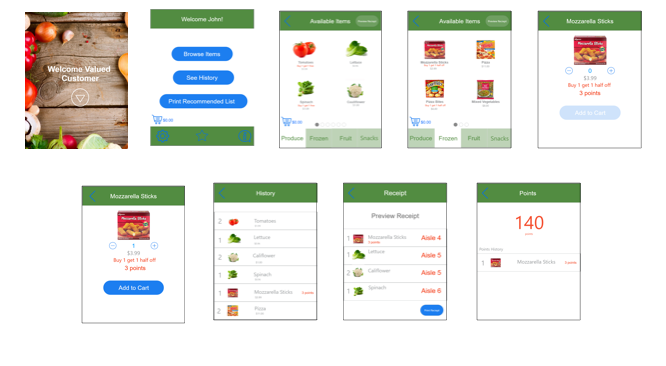 Welcome Valued
Customer
Welcome John!
Browse Items
See History
Print Recommended List
$0.00
Available Items
Tomatoes
Lettuce
Spinach
Cauliflower
$0.00
Produce Frozen Fruit Snacks
Available Items
Mozzarella Sticks
Pizza
Pizza Bites
Mixed Vegetables
$0.00
Produce Frozen Fruit Snacks
Mozzarella Sticks
0
$3.99
Buy 1 get 1 half off
3 points
Add to Cart
Mozzarella Sticks
1
$3.99
Buy 1 get 1 half off
3 points
Add to Cart
History
2 Tomatoes
1 Lettuce
2 Califlower
1 Spinach
1 Mozzarella Sticks
2 Pizza
Receipt
Preview Receipt
1 Mozzarella Sticks Aisle 4
1 Lettuce Aisle 5
2 Califlower Aisle 5
1 Spinach Aisle 6
Points
140
points
Points History
1 Mozzarella Sticks